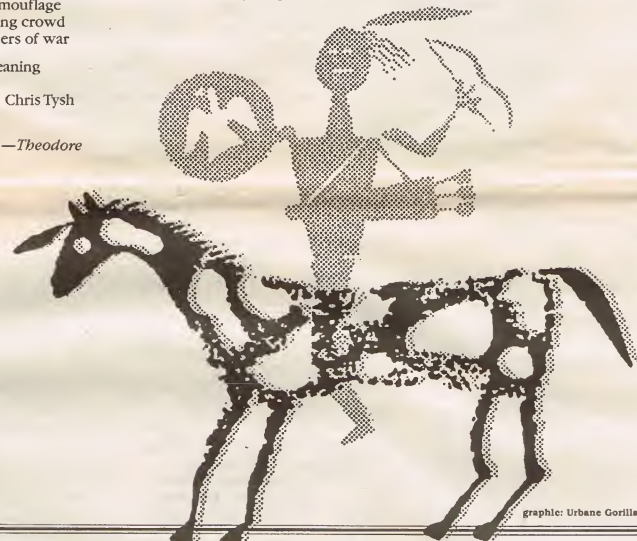 mouflage
ng crowd
ers of war
eaning
Chris Tysh
—Theodore
graphic: Urbane Gorilla